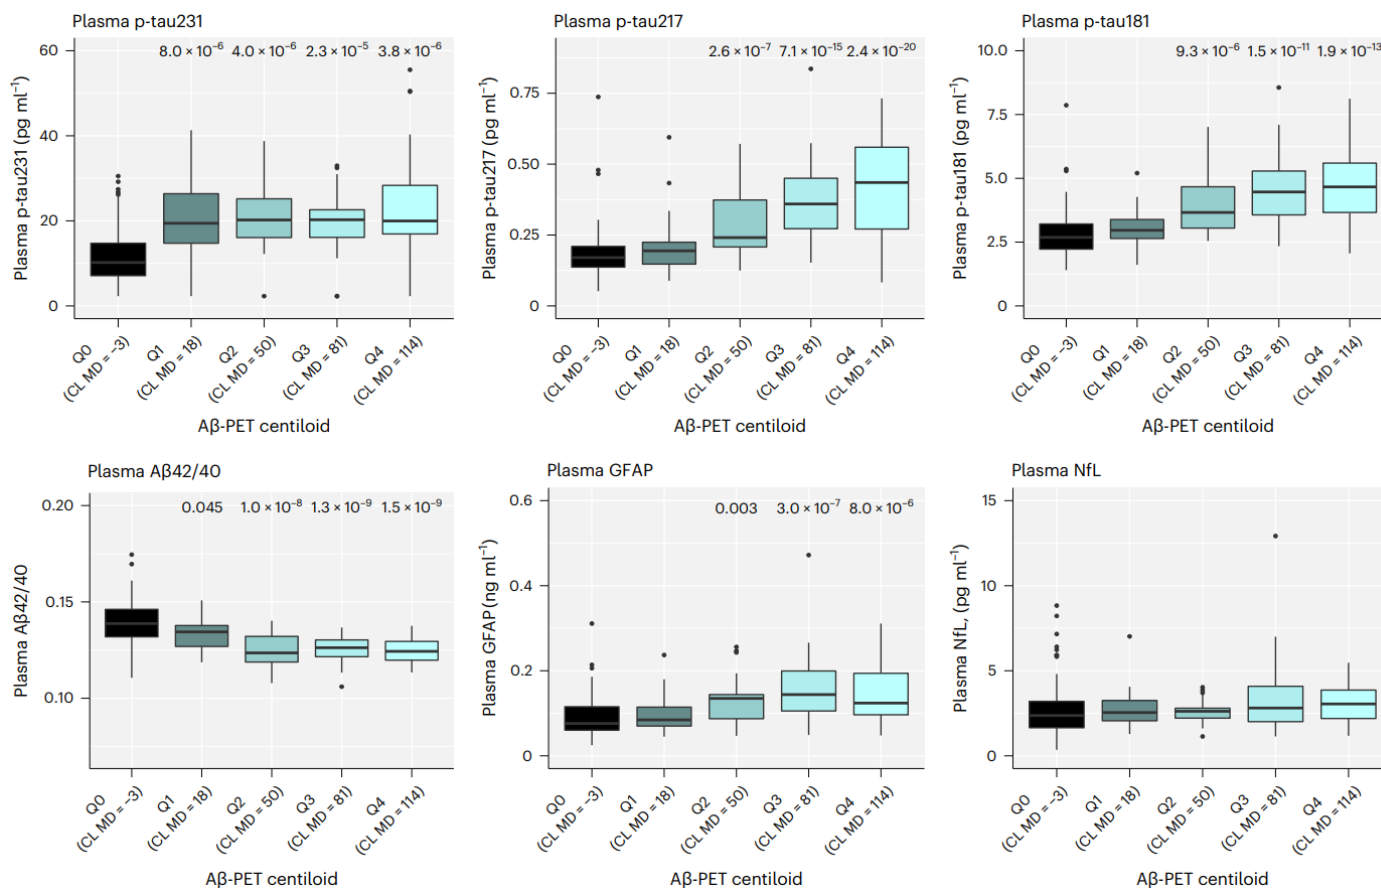 Plasma p-tau231
Plasma p-tau217
Plasma p-tau181
8.0 × 10⁻⁶ 4.0 × 10⁻⁶ 2.3 × 10⁻⁵ 3.8 × 10⁻⁶
2.6 × 10⁻⁷ 7.1 × 10⁻¹⁵ 2.4 × 10⁻²⁰
9.3 × 10⁻⁶ 1.5 × 10⁻¹¹ 1.9 × 10⁻¹³
Plasma p-tau231 (pg ml⁻¹)
60
40
20
0
Plasma p-tau217 (pg ml⁻¹)
0.75
0.50
0.25
0
Plasma p-tau181 (pg ml⁻¹)
10.0
7.5
5.0
2.5
0
Q0
(CL MD = −3)
Q1
(CL MD = 18)
Q2
(CL MD = 50)
Q3
(CL MD = 81)
Q4
(CL MD = 114)
Q0
(CL MD = −3)
Q1
(CL MD = 18)
Q2
(CL MD = 50)
Q3
(CL MD = 81)
Q4
(CL MD = 114)
Q0
(CL MD = −3)
Q1
(CL MD = 18)
Q2
(CL MD = 50)
Q3
(CL MD = 81)
Q4
(CL MD = 114)
Aβ-PET centiloid
Aβ-PET centiloid
Aβ-PET centiloid
Plasma Aβ42/40
Plasma GFAP
Plasma NfL
0.045 1.0 × 10⁻⁸ 1.3 × 10⁻⁹ 1.5 × 10⁻⁹
0.003 3.0 × 10⁻⁷ 8.0 × 10⁻⁶
Plasma Aβ42/40
0.20
0.15
0.10
Plasma GFAP (ng ml⁻¹)
0.6
0.4
0.2
0
Plasma NfL, (pg ml⁻¹)
15
10
5
0
Q0
(CL MD = −3)
Q1
(CL MD = 18)
Q2
(CL MD = 50)
Q3
(CL MD = 81)
Q4
(CL MD = 114)
Q0
(CL MD = −3)
Q1
(CL MD = 18)
Q2
(CL MD = 50)
Q3
(CL MD = 81)
Q4
(CL MD = 114)
Q0
(CL MD = −3)
Q1
(CL MD = 18)
Q2
(CL MD = 50)
Q3
(CL MD = 81)
Q4
(CL MD = 114)
Aβ-PET centiloid
Aβ-PET centiloid
Aβ-PET centiloid